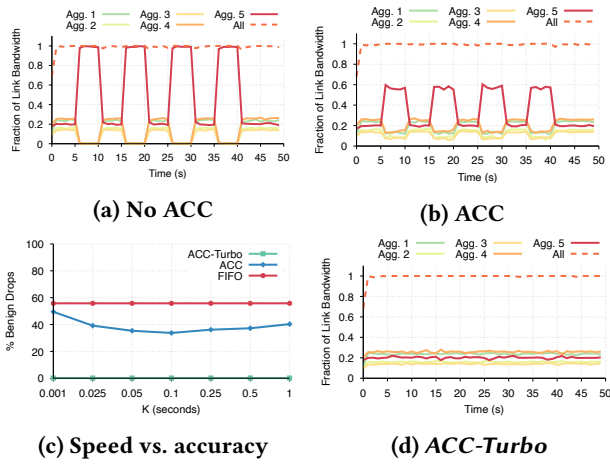 Agg. 1 Agg. 3 Agg. 5
Agg. 2 Agg. 4 All
Fraction of Link Bandwidth
1
0.8
0.6
0.4
0.2
0
0 5 10 15 20 25 30 35 40 45 50
Time (s)
(a) No ACC
Agg. 1 Agg. 3 Agg. 5
Agg. 2 Agg. 4 All
Fraction of Link Bandwidth
1
0.8
0.6
0.4
0.2
0
0 5 10 15 20 25 30 35 40 45 50
Time (s)
(b) ACC
ACC-Turbo
ACC
FIFO
% Benign Drops
100
80
60
40
20
0
0.001 0.025 0.05 0.1 0.25 0.5 1
K (seconds)
(c) Speed vs. accuracy
Agg. 1 Agg. 3 Agg. 5
Agg. 2 Agg. 4 All
Fraction of Link Bandwidth
1
0.8
0.6
0.4
0.2
0
0 5 10 15 20 25 30 35 40 45 50
Time (s)
(d) ACC-Turbo